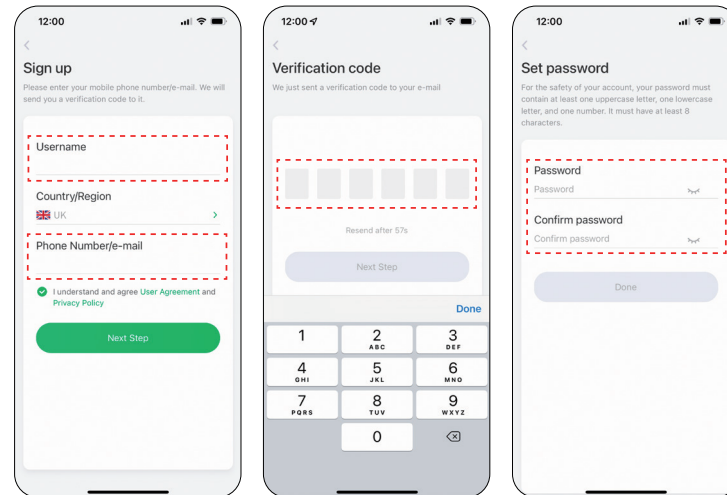 12:00
Sign up
Please enter your mobile phone number/e-mail. We will
send you a verification code to it.
Username
Country/Region
UK
Phone Number/e-mail
I understand and agree User Agreement and
Privacy Policy
Next Step
12:00
Verification code
We just sent a verification code to your e-mail
Resend after 57s
Next Step
Done
1
2
ABC
3
DEF
4
GHI
5
JKL
6
MNO
7
PQRS
8
TUV
9
WXYZ
0
12:00
Set password
For the safety of your account, your password must
contain at least one uppercase letter, one lowercase
letter, and one number. It must have at least 8
characters.
Password
Password
Confirm password
Confirm password
Done